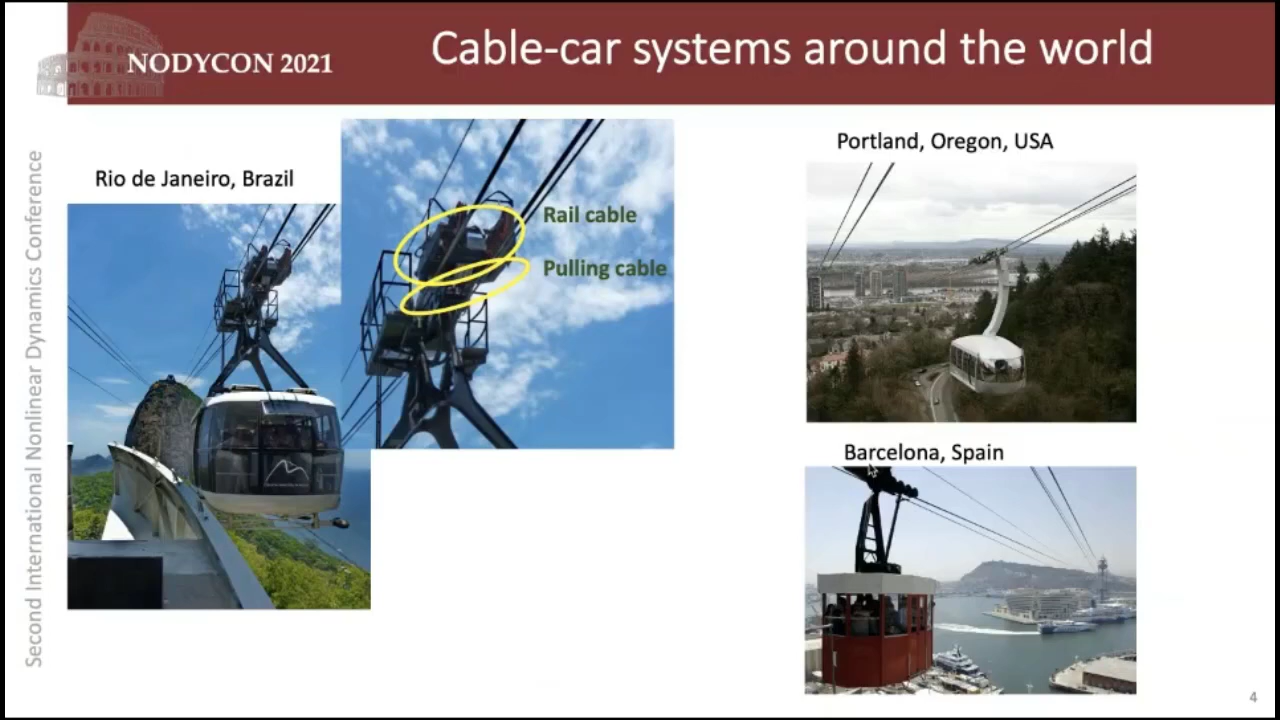 NODYCON 2021
Cable-car systems around the world
Second International Nonlinear Dynamics Conference
Rio de Janeiro, Brazil
Rail cable
Pulling cable
Portland, Oregon, USA
Barcelona, Spain
4